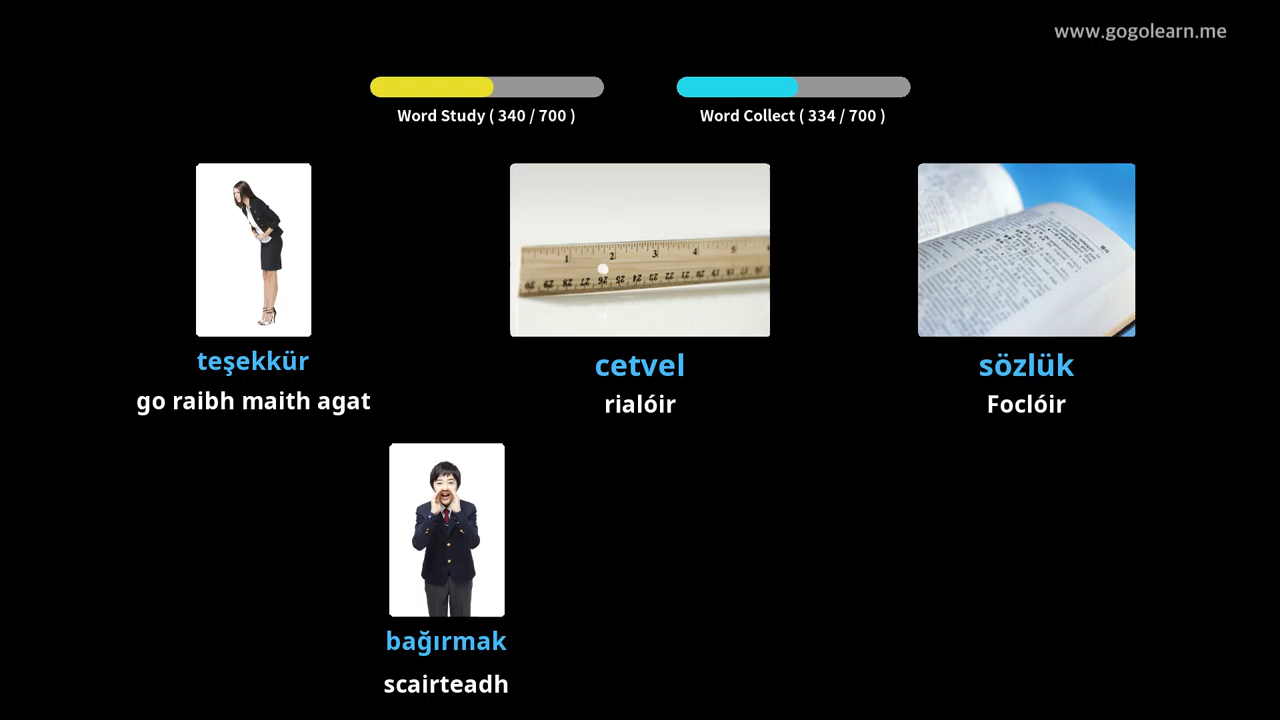 www.gogolearn.me
Word Study ( 340 / 700 )
Word Collect ( 334 / 700 )
teşekkür
go raibh maith agat
cetvel
rialóir
sözlük
Foclóir
bağırmak
scairteadh